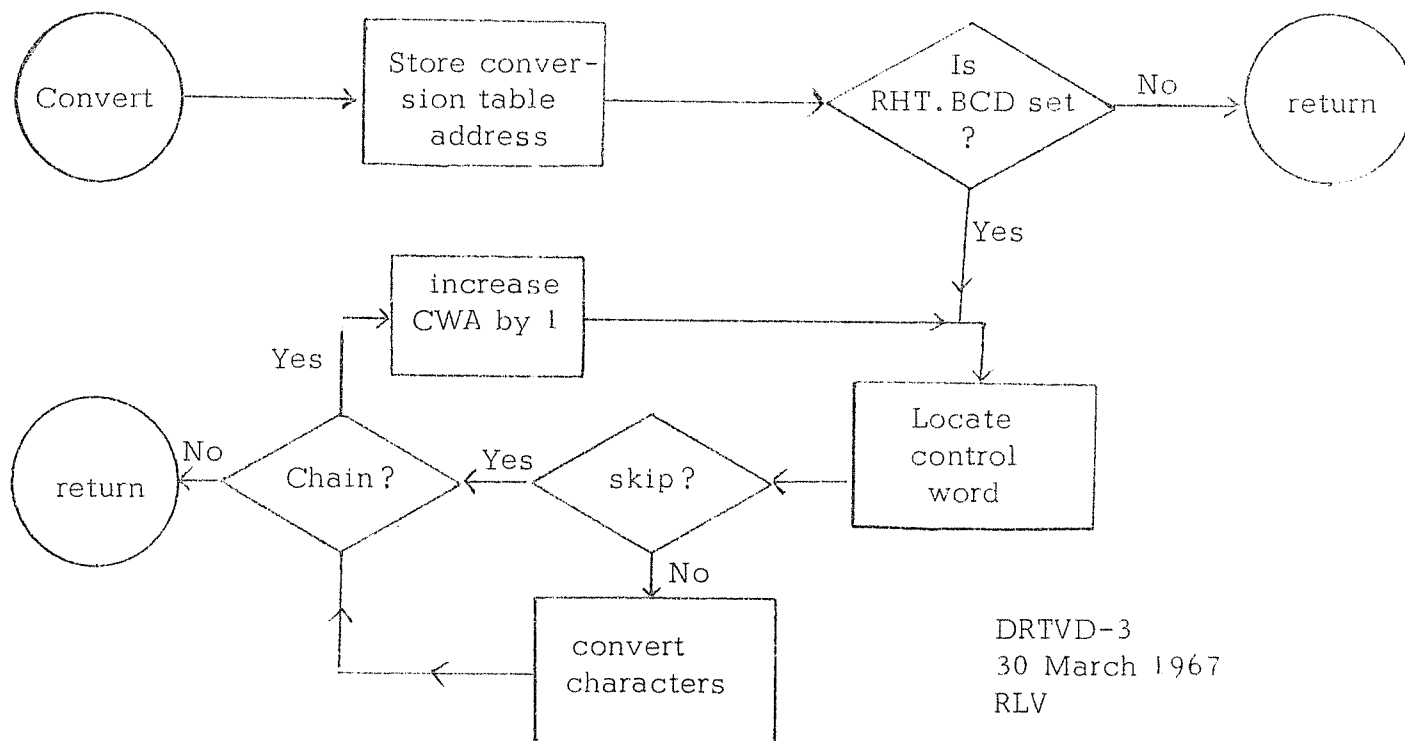 Convert
Store conver-
sion table
address
Is
RHT.BCD set
?
No
return
Yes
increase
CWA by 1
Yes
Locate
control
word
skip?
Yes
Chain?
No
return
No
convert
characters
DRTVD-3
30 March 1967
RLV